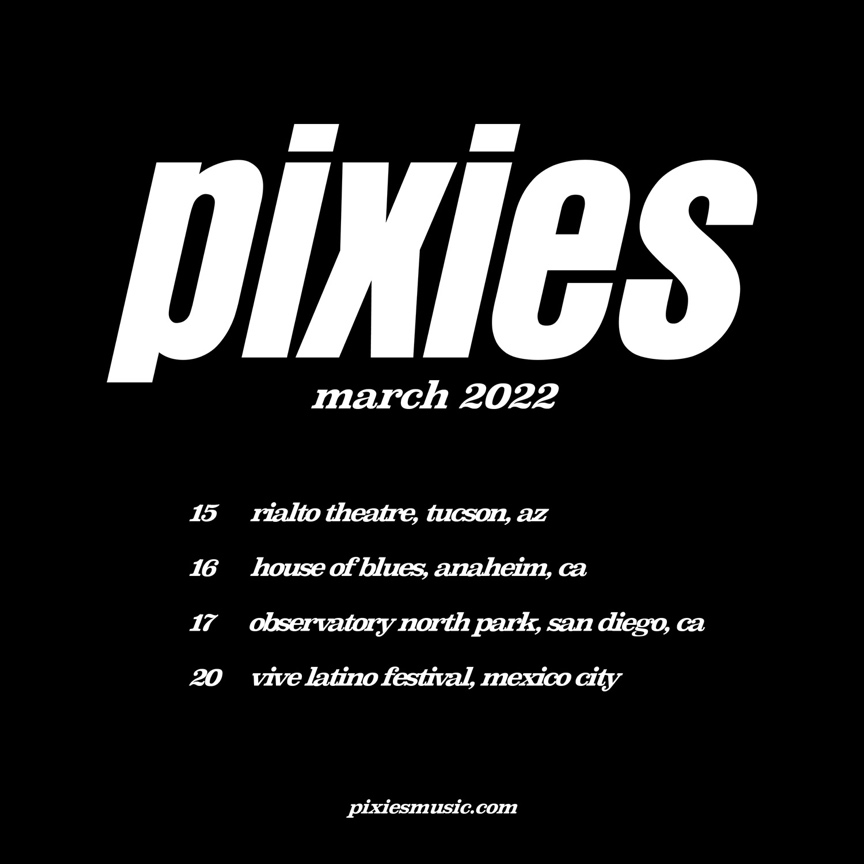 pixies
march 2022
15 rialto theatre, tucson, az
16 house of blues, anaheim, ca
17 observatory north park, san diego, ca
20 vive latino festival, mexico city
pixiesmusic.com